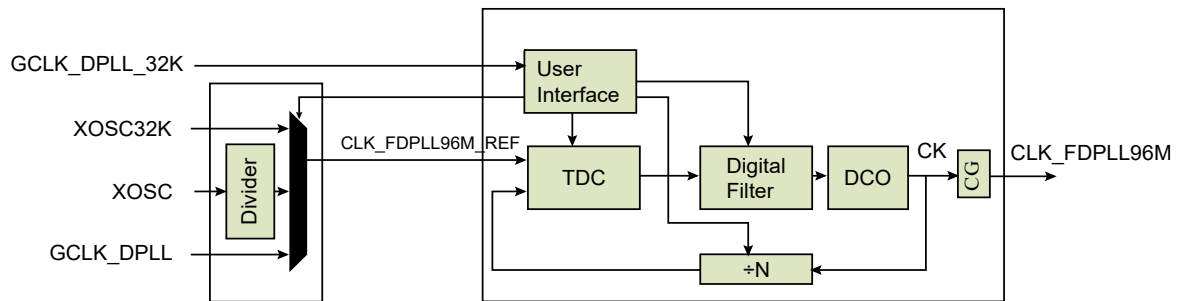 GCLK_DPLL_32K
User
Interface
XOSC32K
CLK_FDPLL96M_REF
CK
CLK_FDPLL96M
XOSC
Divider
TDC
Digital
Filter
DCO
CG
GCLK_DPLL
÷N